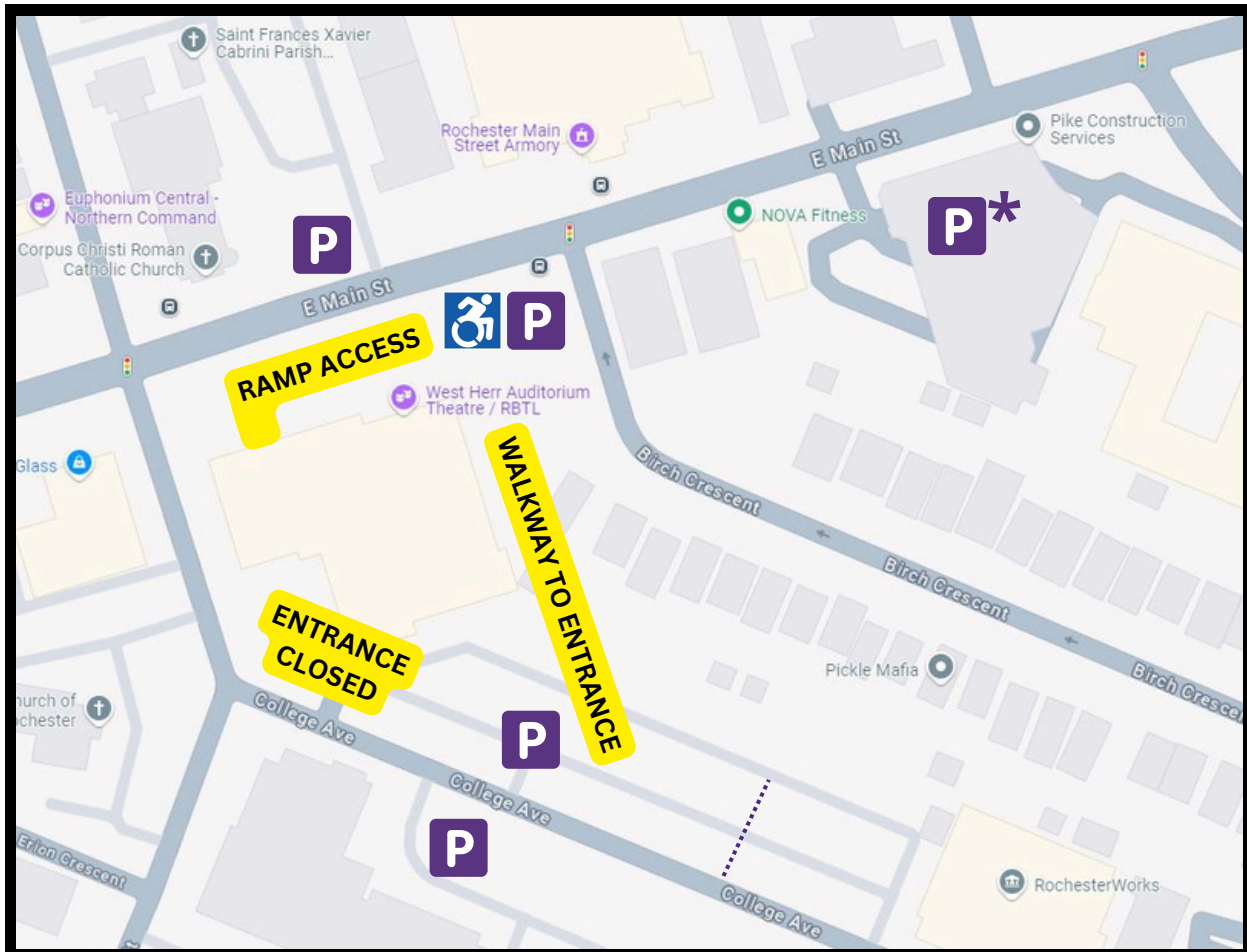 Saint Frances Xavier
Cabrini Parish...
Rochester Main
Street Armory
Pike Construction
Services
E Main St
Euphonium Central -
Northern Command
P
P*
NOVA Fitness
Corpus Christi Roman
Catholic Church
E Main St
P
RAMP ACCESS
West Herr Auditorium
Theatre / RBTL
Glass
WALKWAY TO ENTRANCE
Birch Crescent
Birch Crescent
ENTRANCE
CLOSED
Pickle Mafia
Birch Crescent
hurch of
ochester
College Ave
P
College Ave
P
Erion Crescent
RochesterWorks
College Ave